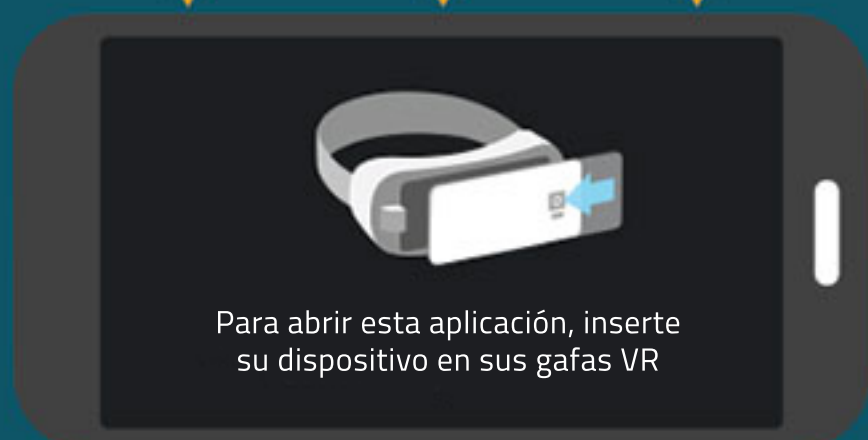 Para abrir esta aplicación, inserte
su dispositivo en sus gafas VR